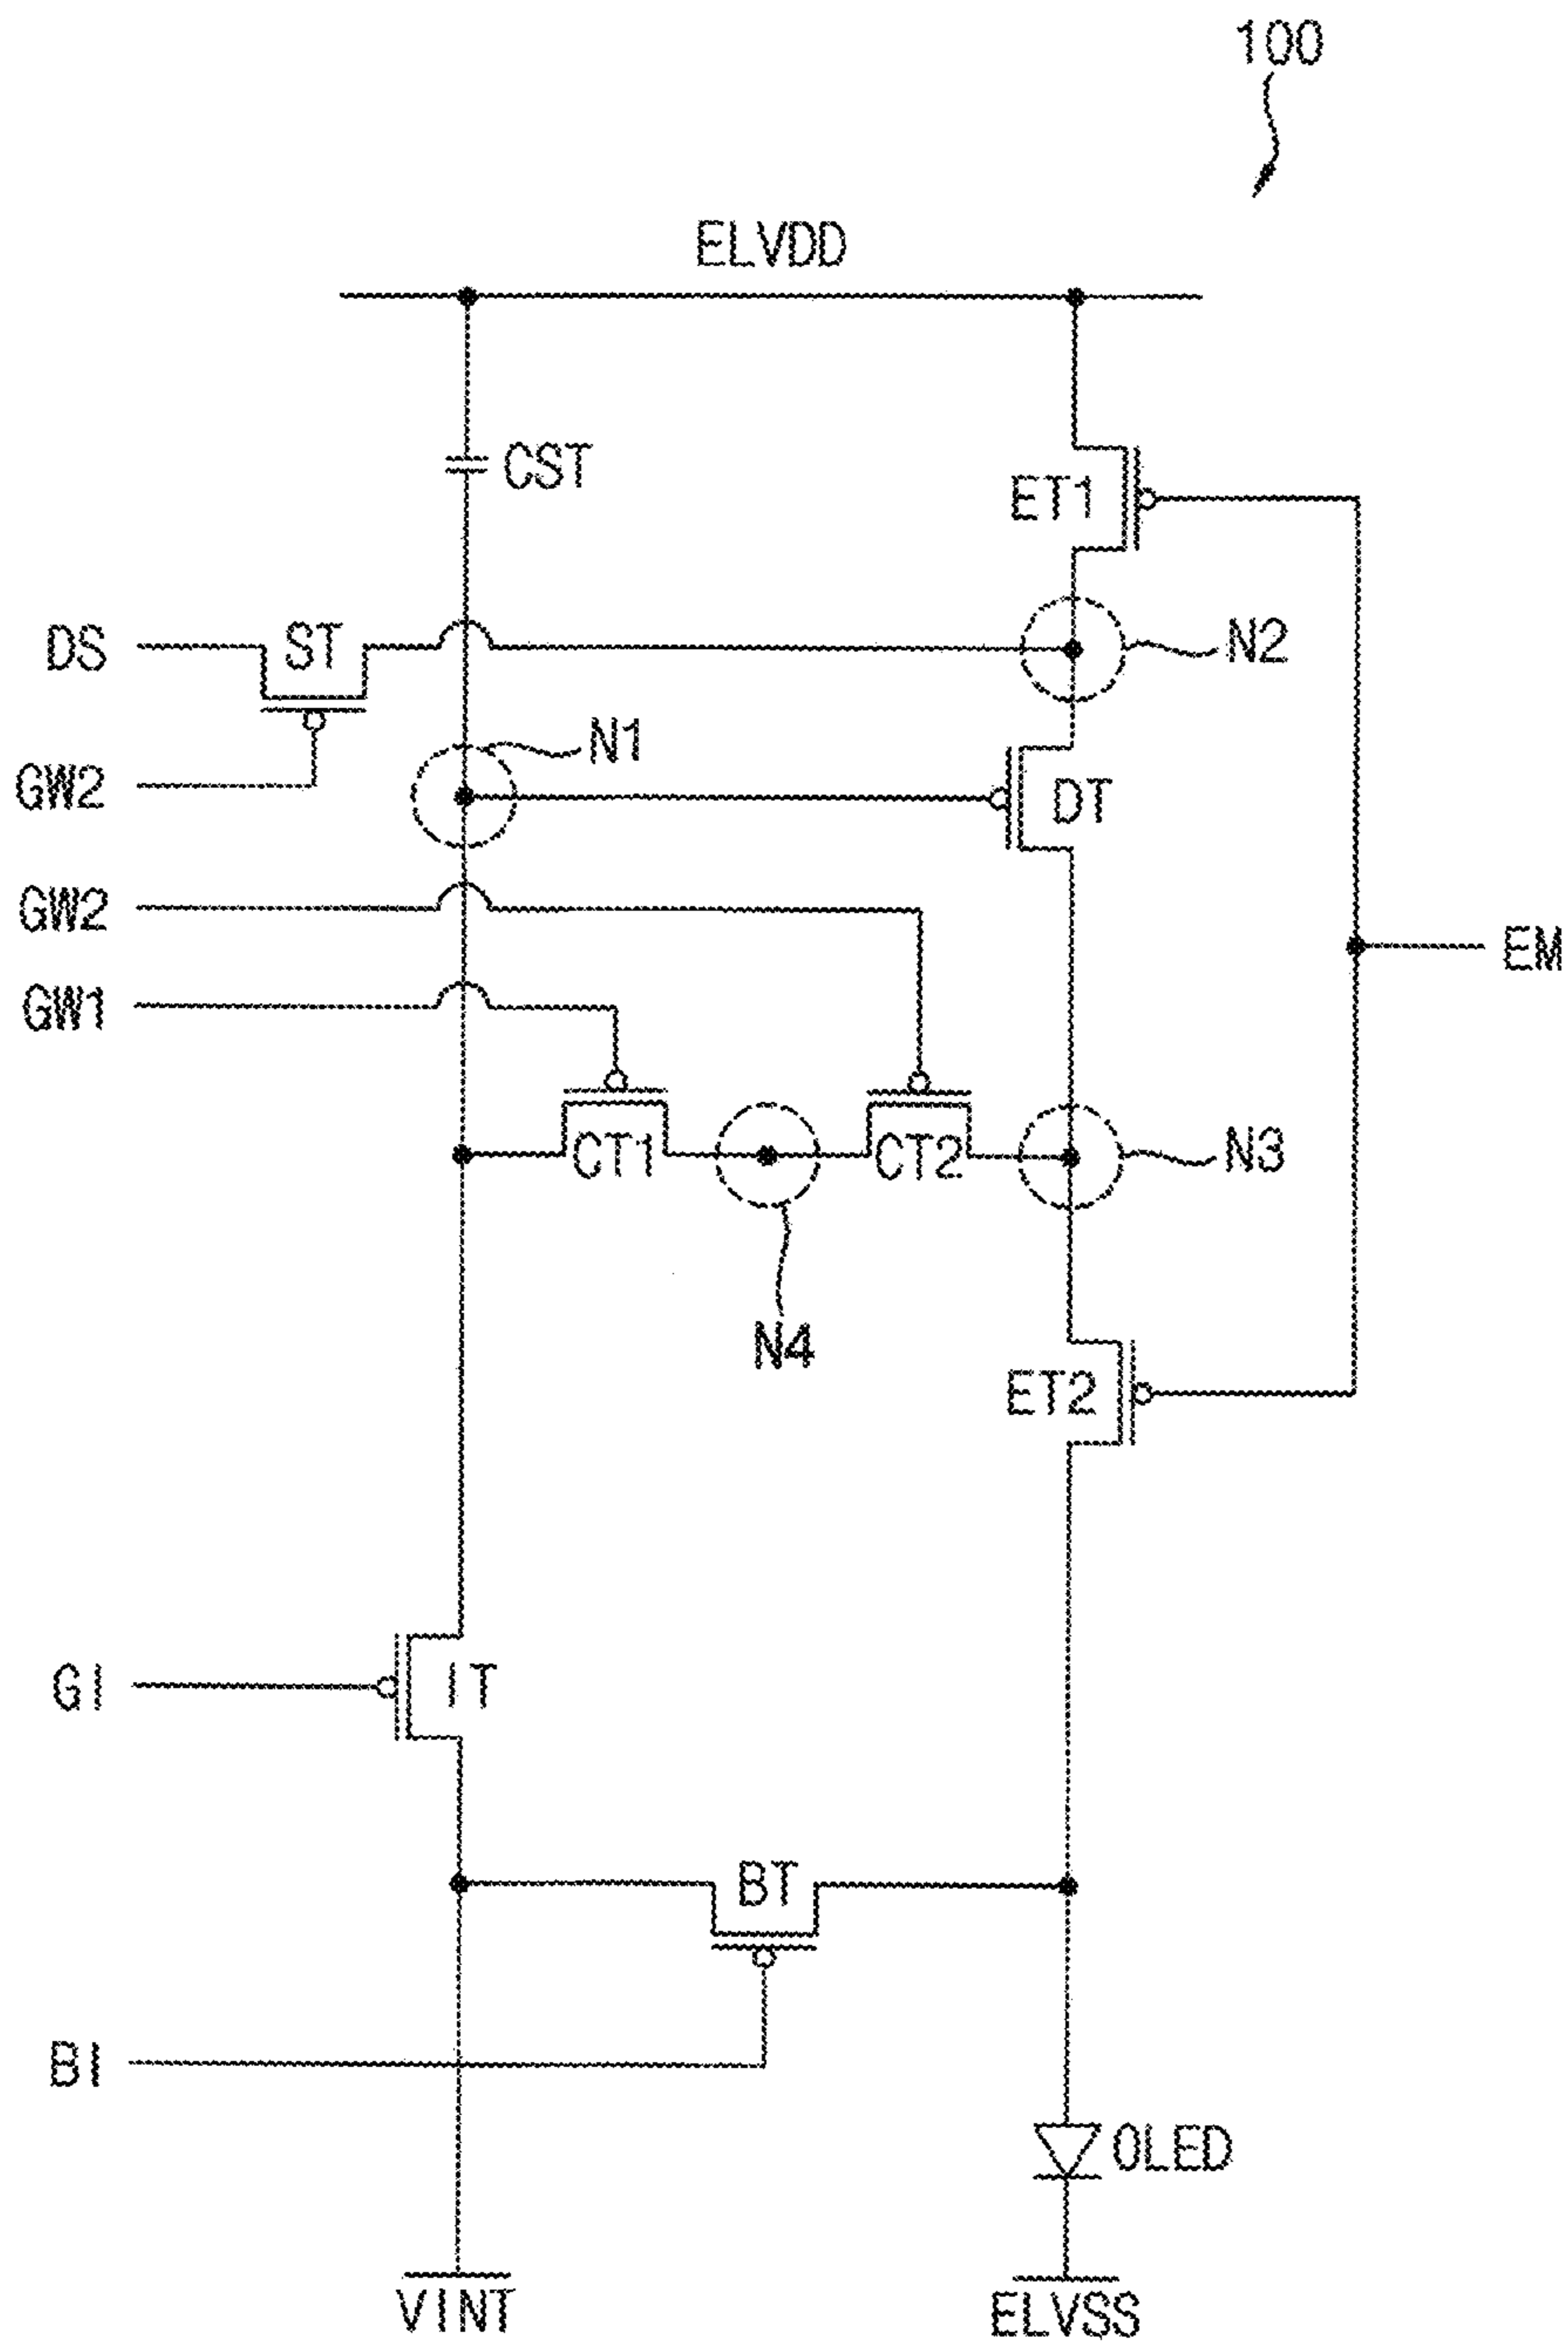 100
ELVDD
CST
ET1
DS
ST
N2
N1
GW2
DT
GW2
EM
GW1
CT1
CT2
N3
N4
ET2
GI
IT
BT
BI
OLED
VINT
ELVSS